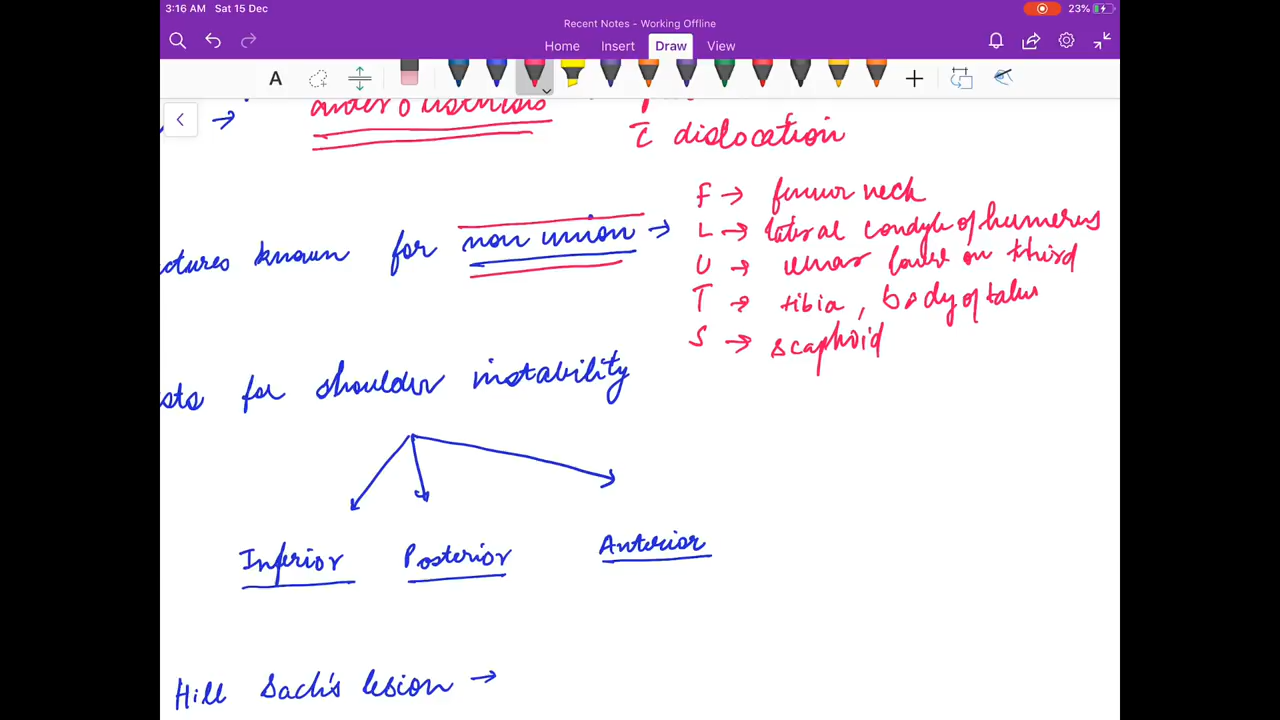 3:16 AM Sat 15 Dec
23%
Recent Notes - Working Offline
Home Insert Draw View
A
→
c̄ dislocation
ctures known for non union →
F → femur neck
L → lateral condyle of humerus
U → ulnar lower on third
T → tibia, body of talus
S → scaphoid
sts for shoulder instability
Inferior Posterior Anterior
Hill Sach's lesion →